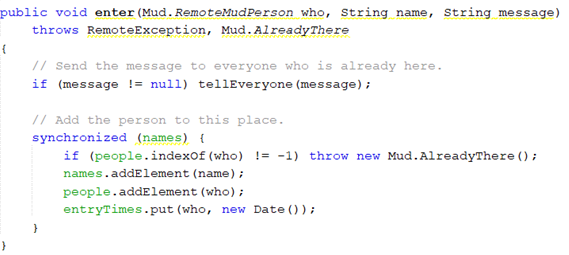 public void enter(Mud.RemoteMudPerson who, String name, String message)
    throws RemoteException, Mud.AlreadyThere
{
    // Send the message to everyone who is already here.
    if (message != null) tellEveryone(message);

    // Add the person to this place.
    synchronized (names) {
        if (people.indexOf(who) != -1) throw new Mud.AlreadyThere();
        names.addElement(name);
        people.addElement(who);
        entryTimes.put(who, new Date());
    }
}